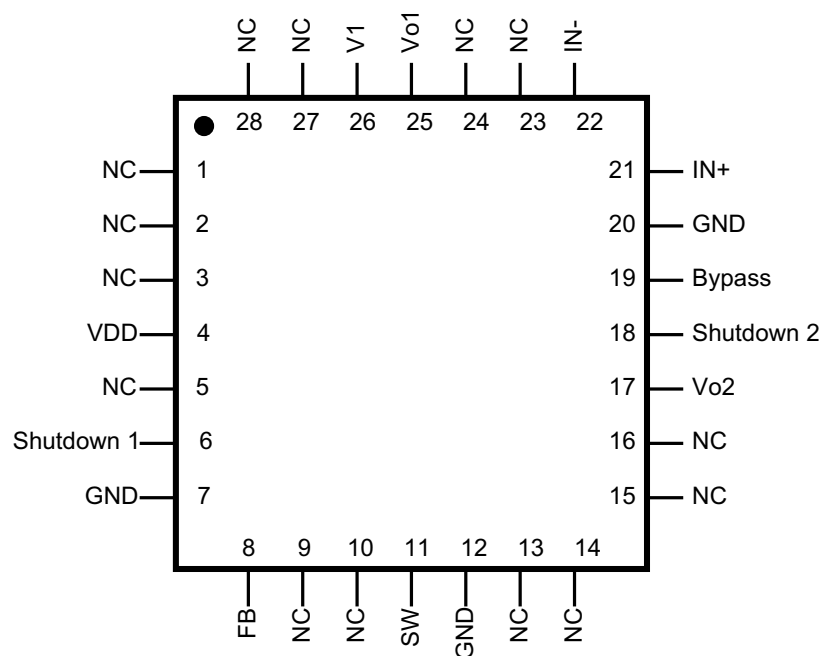 NC NC V1 Vo1 NC NC IN-
28 27 26 25 24 23 22
NC 1 21 IN+
NC 2 20 GND
NC 3 19 Bypass
VDD 4 18 Shutdown 2
NC 5 17 Vo2
Shutdown 1 6 16 NC
GND 7 15 NC
8 9 10 11 12 13 14
FB NC NC SW GND NC NC